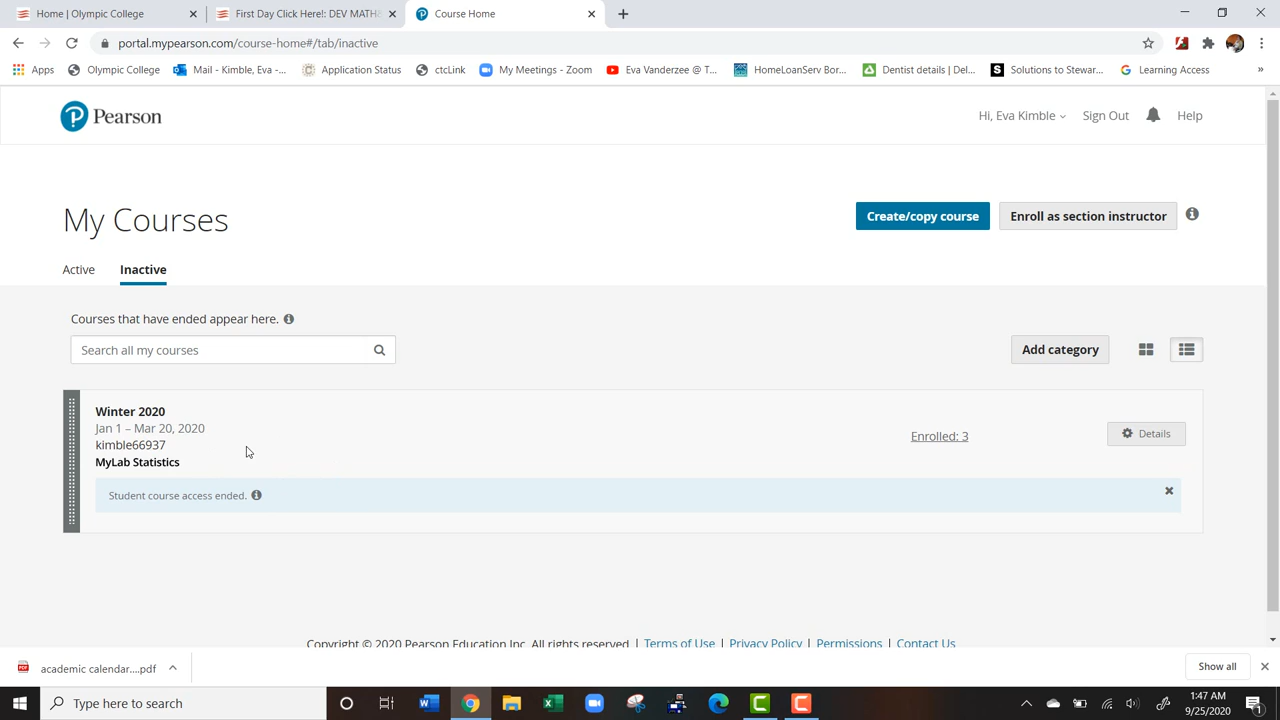 Home | Olympic College
First Day Click Here!: DEV MATH
Course Home
portal.mypearson.com/course-home#/tab/inactive
Apps
Olympic College
Mail - Kimble, Eva -...
Application Status
ctcLink
My Meetings - Zoom
Eva Vanderzee @ T...
HomeLoanServ Bor...
Dentist details | Del...
Solutions to Stewar...
Learning Access
»
Pearson
Hi, Eva Kimble
Sign Out
Help
My Courses
Create/copy course
Enroll as section instructor
Active
Inactive
Courses that have ended appear here.
Search all my courses
Add category
Winter 2020
Jan 1 – Mar 20, 2020
kimble66937
MyLab Statistics
Enrolled: 3
Details
Student course access ended.
Copyright © 2020 Pearson Education Inc. All rights reserved.
Terms of Use
Privacy Policy
Permissions
Contact Us
academic calendar....pdf
Show all
Type here to search
1:47 AM
9/25/2020